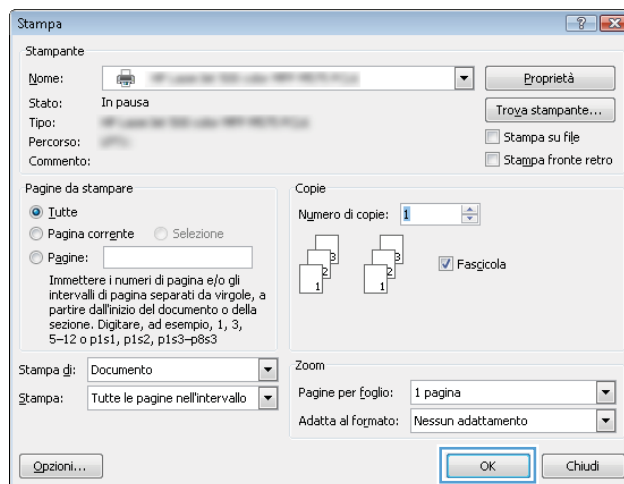 Stampa
Stampante
Nome:
Proprietà
Stato: In pausa
Trova stampante...
Tipo:
Percorso:
Stampa su file
Commento:
Stampa fronte retro
Pagine da stampare
Tutte
Pagina corrente Selezione
Pagine:
Immettere i numeri di pagina e/o gli
intervalli di pagina separati da virgole, a
partire dall'inizio del documento o della
sezione. Digitare, ad esempio, 1, 3,
5–12 o p1s1, p1s2, p1s3–p8s3
Copie
Numero di copie: 1
3 3
2 2
1 1
Fascicola
Stampa di: Documento
Stampa: Tutte le pagine nell'intervallo
Zoom
Pagine per foglio: 1 pagina
Adatta al formato: Nessun adattamento
Opzioni...
OK Chiudi